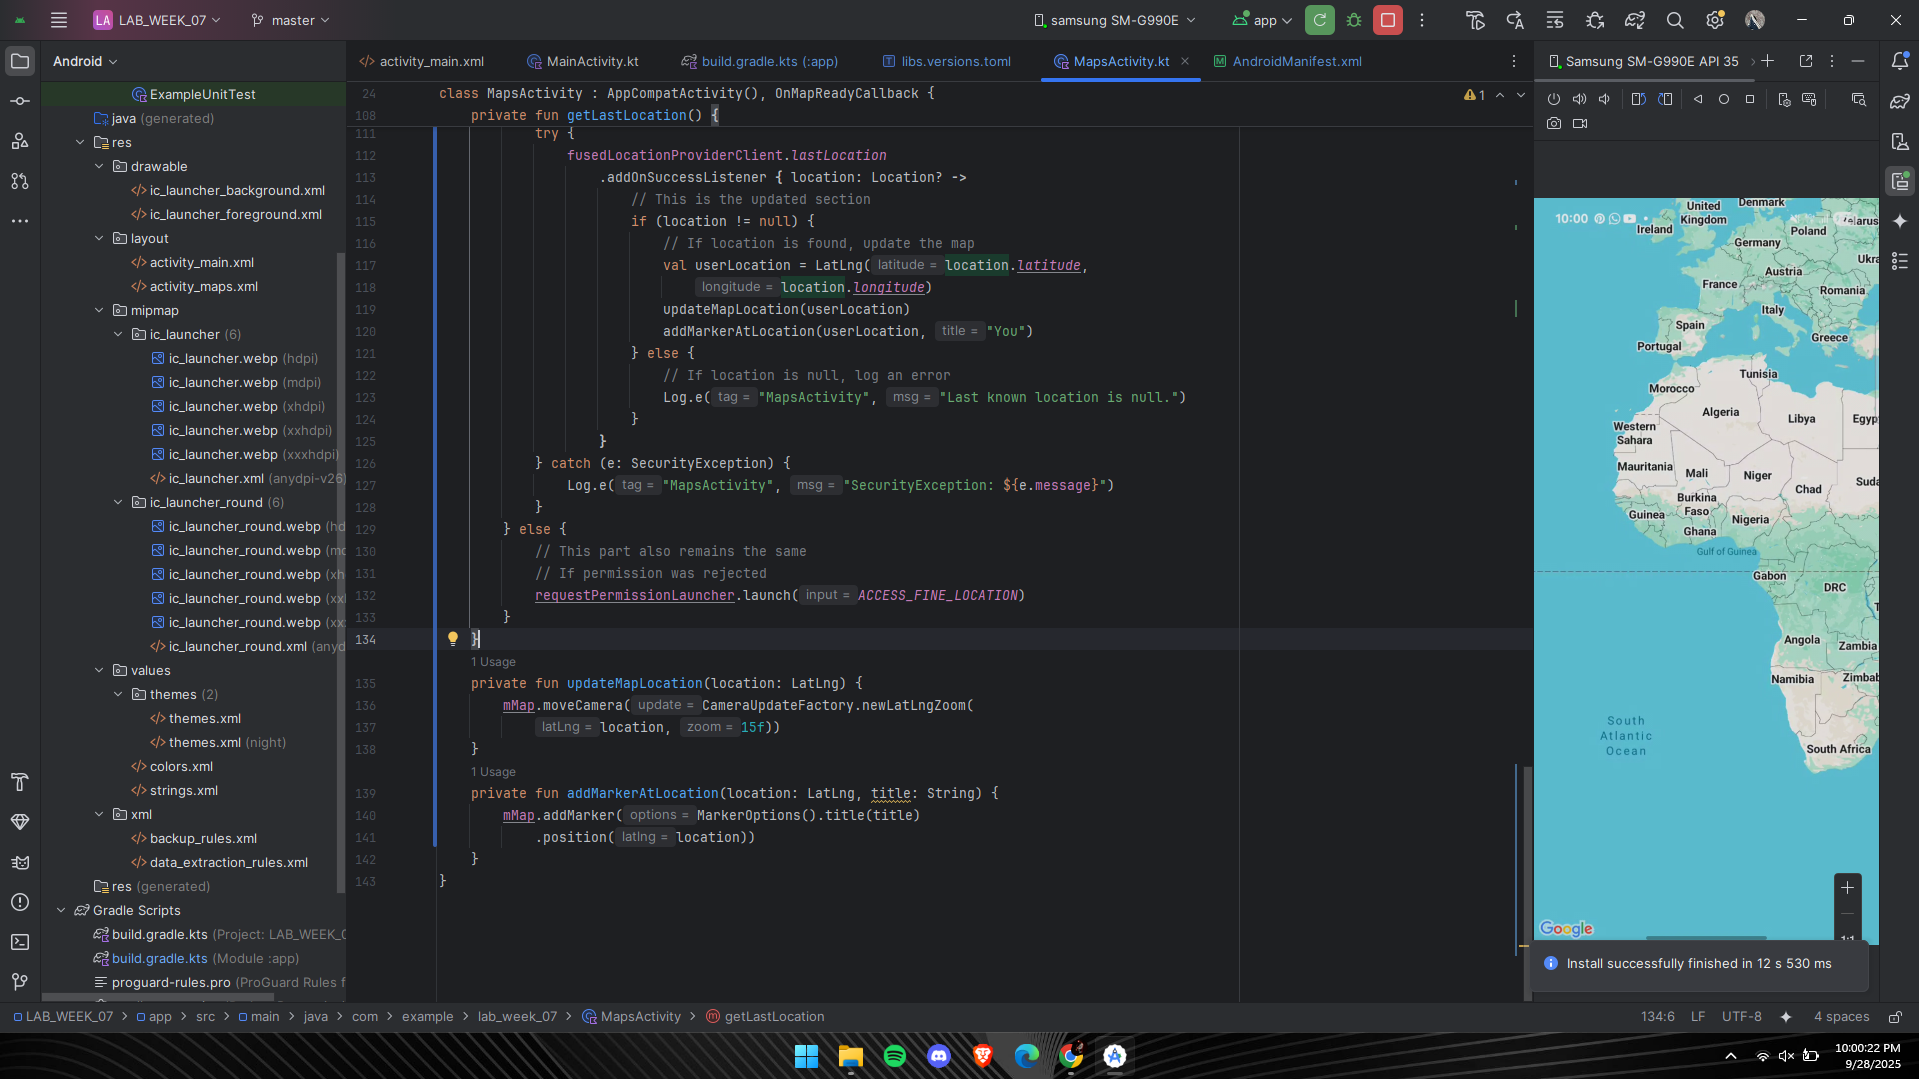 LA LAB_WEEK_07
master
samsung SM-G990E
app
Android
activity_main.xml
MainActivity.kt
build.gradle.kts (:app)
libs.versions.toml
MapsActivity.kt
AndroidManifest.xml
Samsung SM-G990E API 35
ExampleUnitTest
java (generated)
res
drawable
ic_launcher_background.xml
ic_launcher_foreground.xml
layout
activity_main.xml
activity_maps.xml
mipmap
ic_launcher (6)
ic_launcher.webp (hdpi)
ic_launcher.webp (mdpi)
ic_launcher.webp (xhdpi)
ic_launcher.webp (xxhdpi)
ic_launcher.webp (xxxhdpi)
ic_launcher.xml (anydpi-v26)
ic_launcher_round (6)
ic_launcher_round.webp (hd
ic_launcher_round.webp
ic_launcher_round.webp (xh
ic_launcher_round.webp (xx
ic_launcher_round.webp (xx
ic_launcher_round.xml (anyd
values
themes (2)
themes.xml
themes.xml (night)
colors.xml
strings.xml
xml
backup_rules.xml
data_extraction_rules.xml
res (generated)
Gradle Scripts
build.gradle.kts (Project: LAB_WEEK_0
build.gradle.kts (Module :app)
proguard-rules.pro (ProGuard Rules f
24 class MapsActivity : AppCompatActivity(), OnMapReadyCallback {
1
108 private fun getLastLocation() {
111 try {
112 fusedLocationProviderClient.lastLocation
113 .addOnSuccessListener { location: Location? ->
114 // This is the updated section
115 if (location != null) {
116 // If location is found, update the map
117 val userLocation = LatLng( latitude = location.latitude,
118 longitude = location.longitude)
119 updateMapLocation(userLocation)
120 addMarkerAtLocation(userLocation, title = "You")
121 } else {
122 // If location is null, log an error
123 Log.e( tag = "MapsActivity", msg = "Last known location is null.")
124 }
125 }
126 } catch (e: SecurityException) {
127 Log.e( tag = "MapsActivity", msg = "SecurityException: ${e.message}")
128 }
129 } else {
130 // This part also remains the same
131 // If permission was rejected
132 requestPermissionLauncher.launch( input = ACCESS_FINE_LOCATION)
133 }
134 }
1 Usage
135 private fun updateMapLocation(location: LatLng) {
136 mMap.moveCamera( update = CameraUpdateFactory.newLatLngZoom(
137 latLng = location, zoom = 15f))
138 }
1 Usage
139 private fun addMarkerAtLocation(location: LatLng, title: String) {
140 mMap.addMarker( options = MarkerOptions().title(title)
141 .position( latlng = location))
142 }
143 }
10:00
United Kingdom
Denmark
Ireland
Poland
elarus
Germany
Ukra
Austria
France
Romania
Italy
Spain
Portugal
Greece
Tunisia
Morocco
Algeria
Libya
Egyp
Western Sahara
Mauritania
Mali
Niger
Chad
Suda
Burkina Faso
Guinea
Nigeria
Ghana
Gulf of Guinea
Gabon
DRC
T
Angola
Zambia
Namibia
Zimbab
South Atlantic Ocean
South Africa
Google
1:1
Install successfully finished in 12 s 530 ms
LAB_WEEK_07 > app > src > main > java > com > example > lab_week_07 > MapsActivity > getLastLocation
134:6
LF
UTF-8
4 spaces
10:00:22 PM
9/28/2025